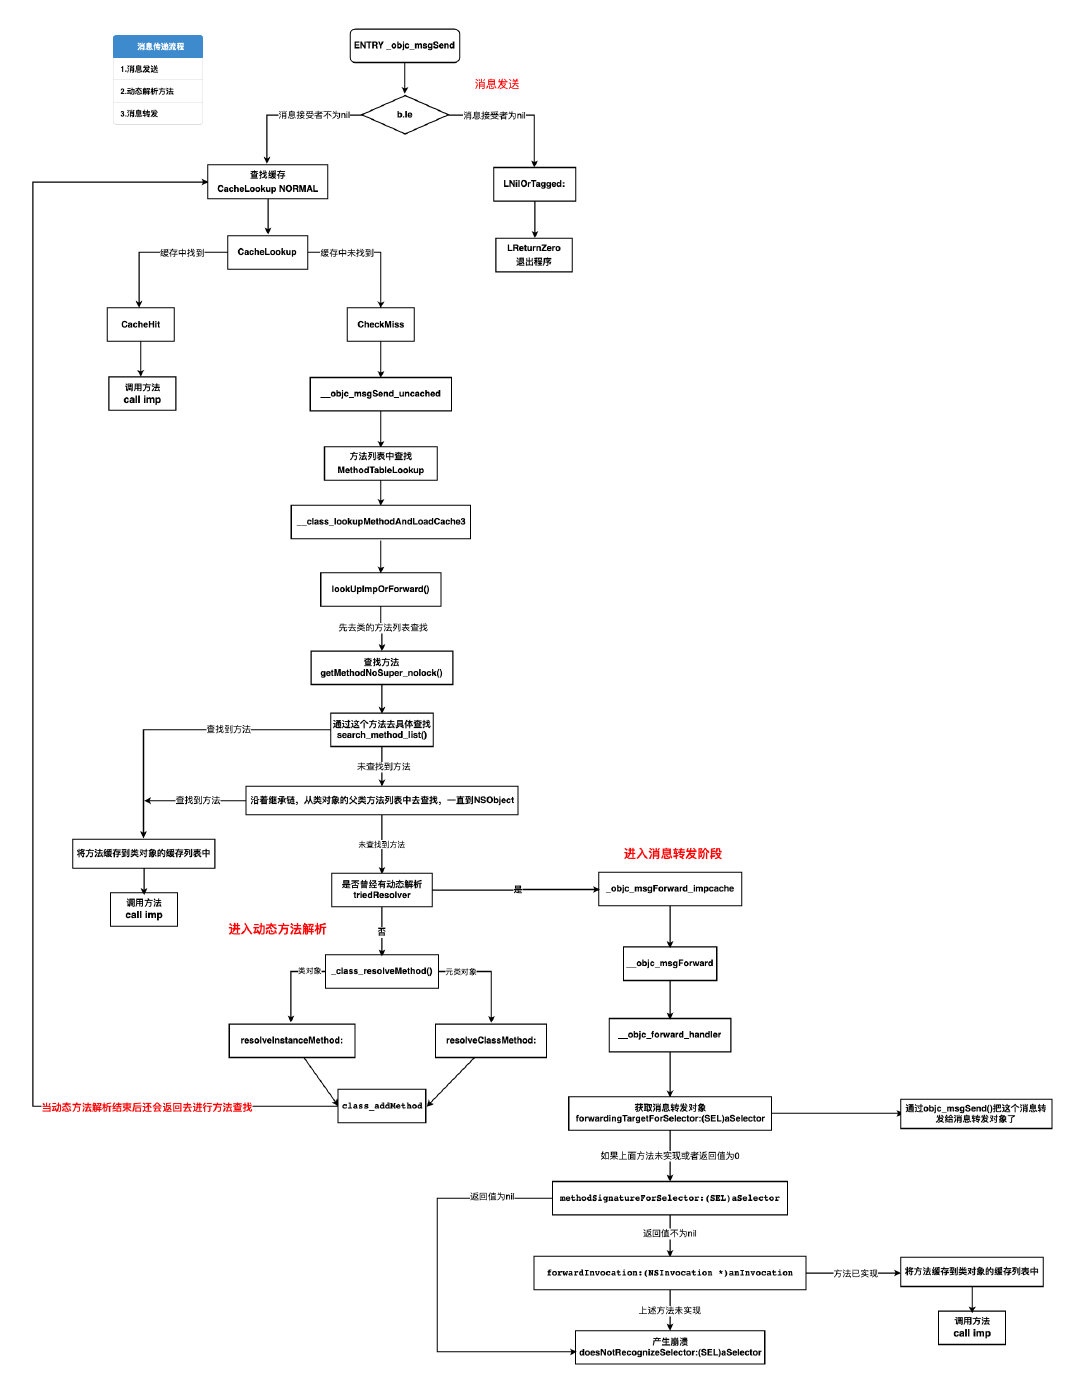 ENTRY _objc_msgSend
消息传递流程
1.消息发送
2.动态解析方法
3.消息转发
消息发送
消息接受者不为nil
b.le
消息接受者为nil
查找缓存
CacheLookup NORMAL
LNilOrTagged:
缓存中找到
CacheLookup
缓存中未找到
LReturnZero
退出程序
CacheHit
CheckMiss
调用方法
call imp
__objc_msgSend_uncached
方法列表中查找
MethodTableLookup
__class_lookupMethodAndLoadCache3
lookUpImpOrForward()
先去类的方法列表查找
查找方法
getMethodNoSuper_nolock()
查找到方法
通过这个方法去具体查找
search_method_list()
未查找到方法
查找到方法
沿着继承链，从类对象的父类方法列表中去查找，一直到NSObject
将方法缓存到类对象的缓存列表中
未查找到方法
进入消息转发阶段
调用方法
call imp
是否曾经有动态解析
triedResolver
是
_objc_msgForward_impcache
进入动态方法解析
否
类对象
_class_resolveMethod()
元类对象
__objc_msgForward
resolveInstanceMethod:
resolveClassMethod:
__objc_forward_handler
当动态方法解析结束后还会返回去进行方法查找
class_addMethod
获取消息转发对象
forwardingTargetForSelector:(SEL)aSelector
通过objc_msgSend()把这个消息转
发给消息转发对象了
如果上面方法未实现或者返回值为0
返回值为nil
methodSignatureForSelector:(SEL)aSelector
返回值不为nil
forwardInvocation:(NSInvocation *)anInvocation
方法已实现
将方法缓存到类对象的缓存列表中
上述方法未实现
调用方法
call imp
产生崩溃
doesNotRecognizeSelector:(SEL)aSelector